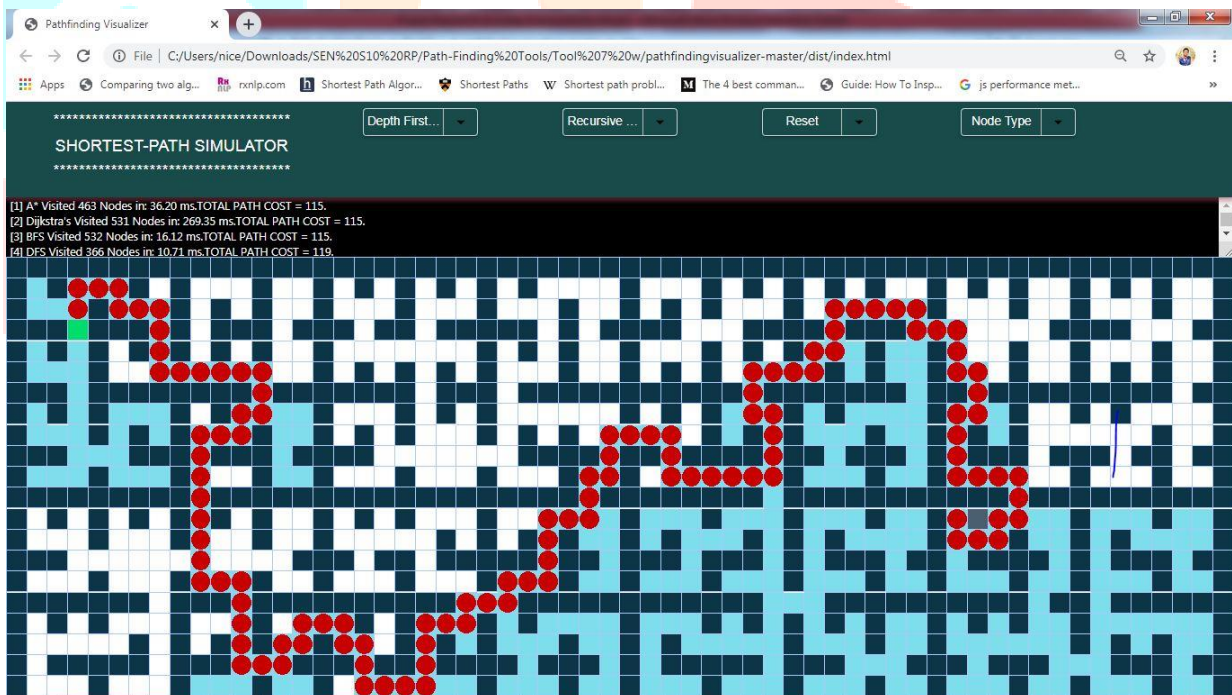 Pathfinding Visualizer
File | C:/Users/nice/Downloads/SEN%20S10%20RP/Path-Finding%20Tools/Tool%207%20w/pathfindingvisualizer-master/dist/index.html
Apps Comparing two alg... RX NLP rxnlp.com h Shortest Path Algor... Shortest Paths W Shortest path probl... M The 4 best comman... Guide: How To Insp... G js performance met... »
************************************
SHORTEST-PATH SIMULATOR
************************************
Depth First... Recursive ... Reset Node Type
[1] A* Visited 463 Nodes in: 36.20 ms.TOTAL PATH COST = 115.
[2] Dijkstra's Visited 531 Nodes in: 269.35 ms.TOTAL PATH COST = 115.
[3] BFS Visited 532 Nodes in: 16.12 ms.TOTAL PATH COST = 115.
[4] DFS Visited 366 Nodes in: 10.71 ms.TOTAL PATH COST = 119.